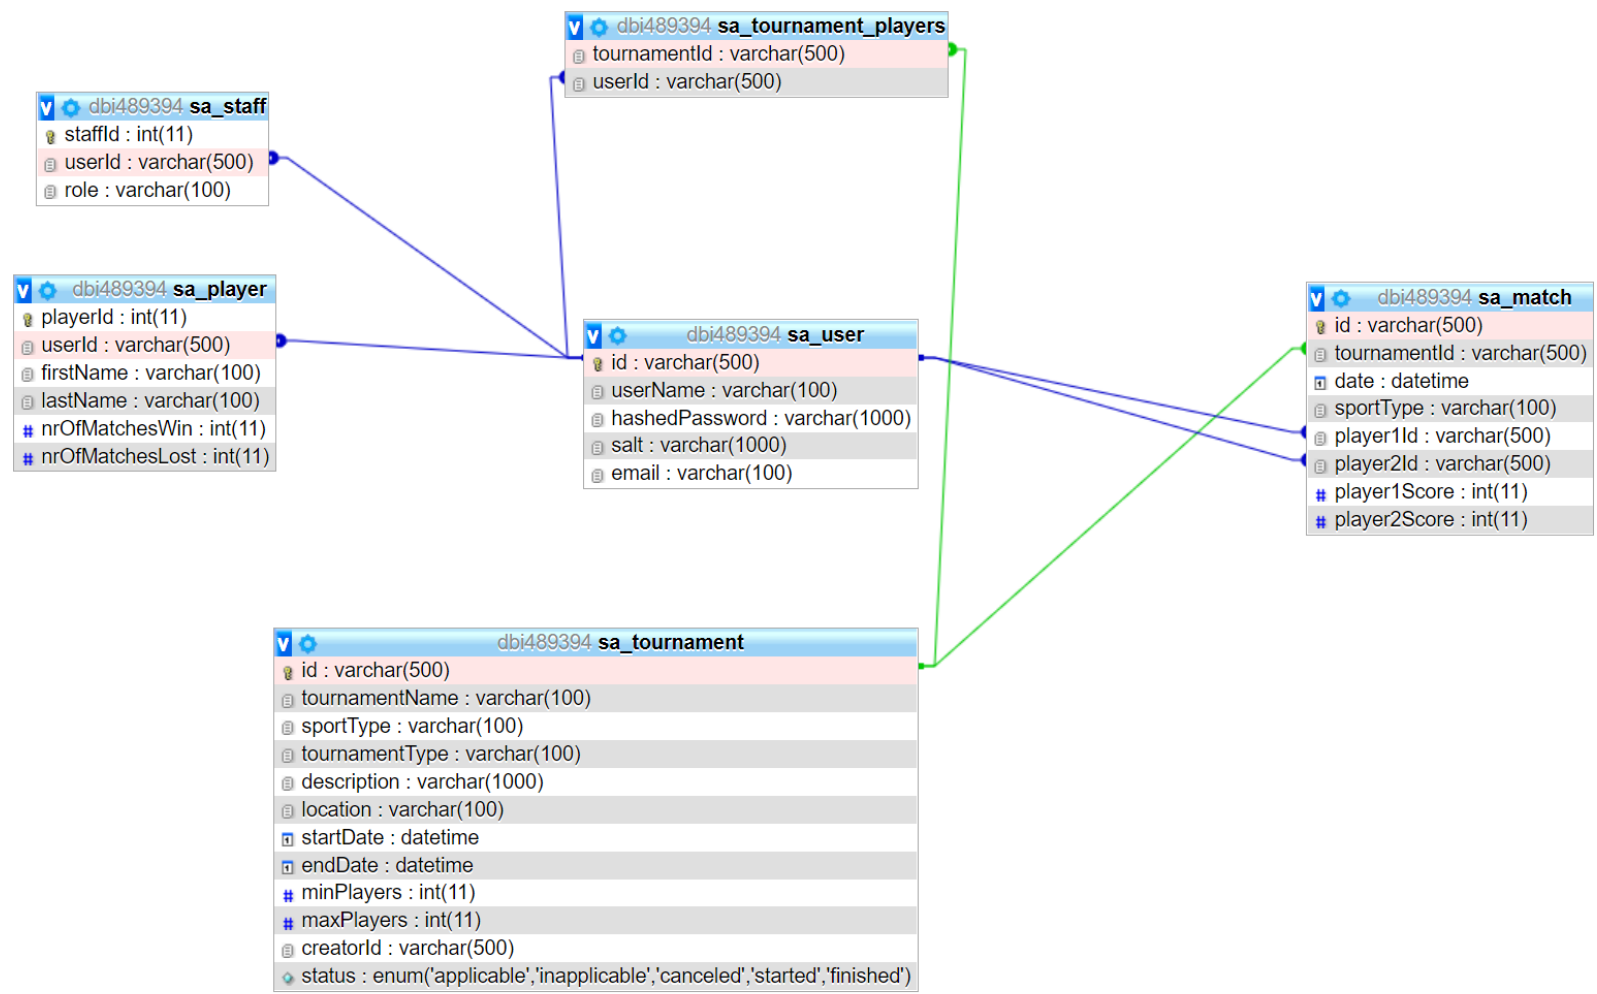 dbi489394 sa_tournament_players
tournamentId : varchar(500)
userId : varchar(500)
dbi489394 sa_staff
staffId : int(11)
userId : varchar(500)
role : varchar(100)
dbi489394 sa_player
playerId : int(11)
userId : varchar(500)
firstName : varchar(100)
lastName : varchar(100)
# nrOfMatchesWin : int(11)
# nrOfMatchesLost : int(11)
dbi489394 sa_user
id : varchar(500)
userName : varchar(100)
hashedPassword : varchar(1000)
salt : varchar(1000)
email : varchar(100)
dbi489394 sa_match
id : varchar(500)
tournamentId : varchar(500)
date : datetime
sportType : varchar(100)
player1Id : varchar(500)
player2Id : varchar(500)
# player1Score : int(11)
# player2Score : int(11)
dbi489394 sa_tournament
id : varchar(500)
tournamentName : varchar(100)
sportType : varchar(100)
tournamentType : varchar(100)
description : varchar(1000)
location : varchar(100)
startDate : datetime
endDate : datetime
# minPlayers : int(11)
# maxPlayers : int(11)
creatorId : varchar(500)
status : enum('applicable','inapplicable','canceled','started','finished')